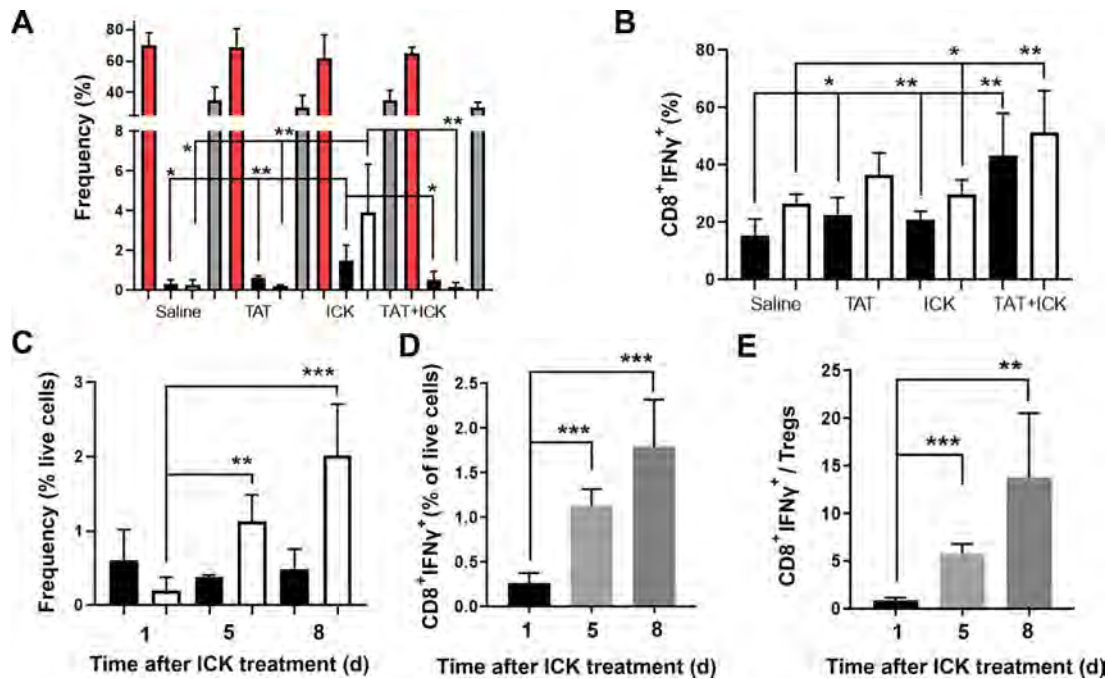 A
Frequency (%)
80
60
40
8
6
4
2
0
*
*
**
**
**
*
Saline
TAT
ICK
TAT+ICK
B
CD8+IFNγ+(%)
80
60
40
20
0
*
**
*
**
**
Saline
TAT
ICK
TAT+ICK
C
Frequency (% live cells)
3
2
1
0
***
**
1
5
8
Time after ICK treatment (d)
D
CD8+IFNγ+(% of live cells)
2.5
2.0
1.5
1.0
0.5
0.0
***
***
1
5
8
Time after ICK treatment (d)
E
CD8+IFNγ+ / Tregs
25
20
15
10
5
0
**
***
1
5
8
Time after ICK treatment (d)